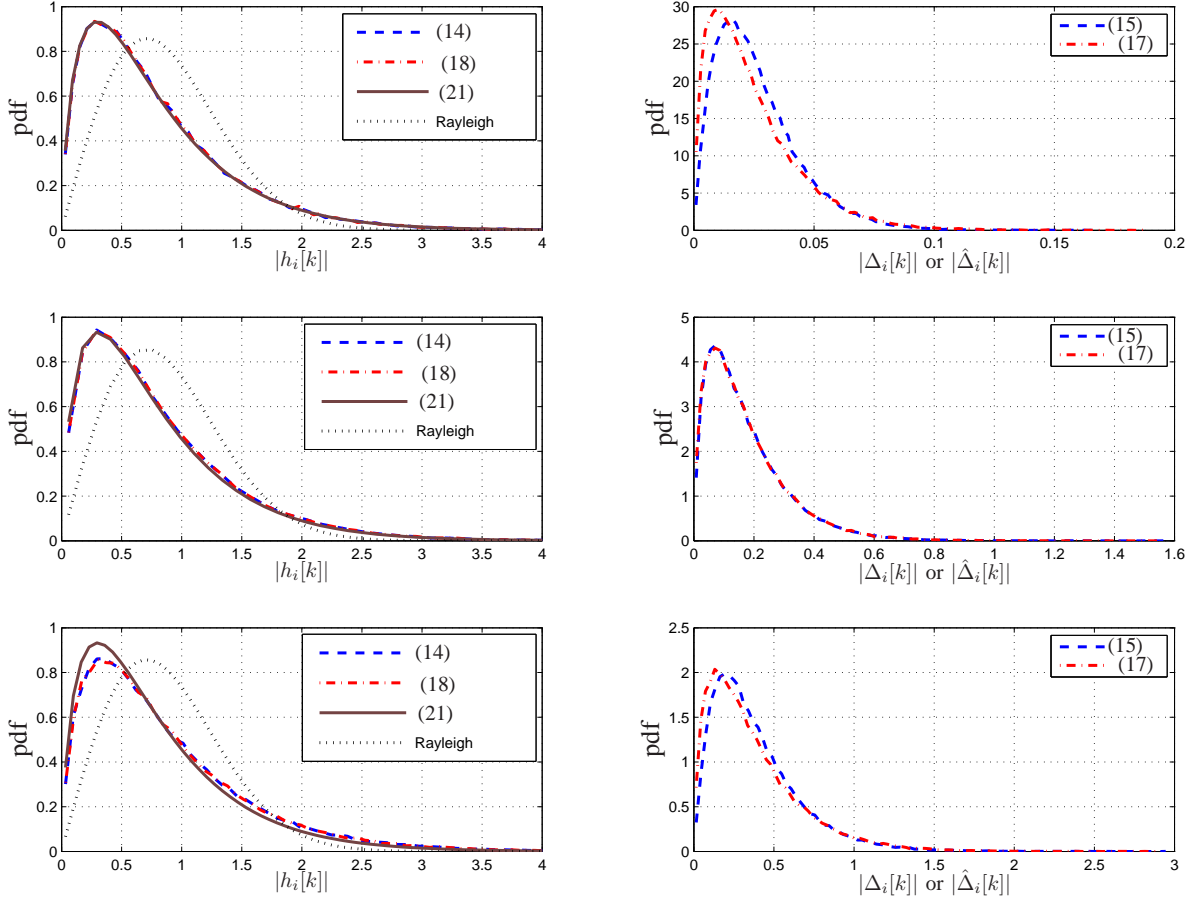 1
0.8
0.6
0.4
0.2
0
pdf
(14)
(18)
(21)
Rayleigh
0 0.5 1 1.5 2 2.5 3 3.5 4
|h_i[k]|
30
25
20
15
10
5
0
pdf
(15)
(17)
0 0.05 0.1 0.15 0.2
|Δ_i[k]| or |Δ̂_i[k]|
1
0.8
0.6
0.4
0.2
0
pdf
(14)
(18)
(21)
Rayleigh
0 0.5 1 1.5 2 2.5 3 3.5 4
|h_i[k]|
5
4
3
2
1
0
pdf
(15)
(17)
0 0.2 0.4 0.6 0.8 1 1.2 1.4 1.6
|Δ_i[k]| or |Δ̂_i[k]|
1
0.8
0.6
0.4
0.2
0
pdf
(14)
(18)
(21)
Rayleigh
0 0.5 1 1.5 2 2.5 3 3.5 4
|h_i[k]|
2.5
2
1.5
1
0.5
0
pdf
(15)
(17)
0 0.5 1 1.5 2 2.5 3
|Δ_i[k]| or |Δ̂_i[k]|